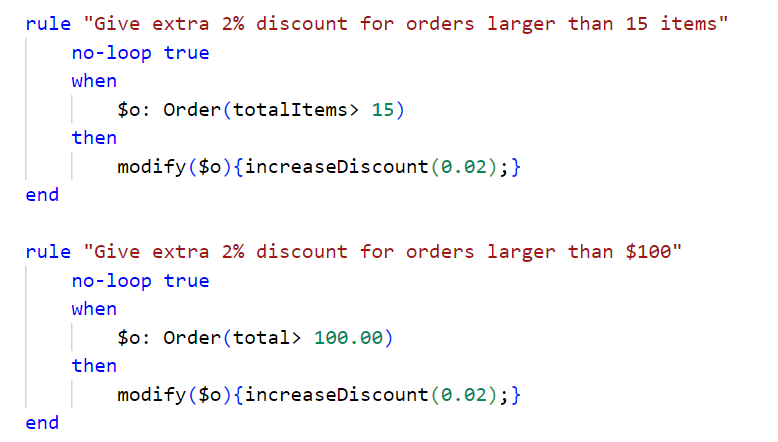 rule "Give extra 2% discount for orders larger than 15 items"
    no-loop true
    when
        $o: Order(totalItems> 15)
    then
        modify($o){increaseDiscount(0.02);}
end

rule "Give extra 2% discount for orders larger than $100"
    no-loop true
    when
        $o: Order(total> 100.00)
    then
        modify($o){increaseDiscount(0.02);}
end